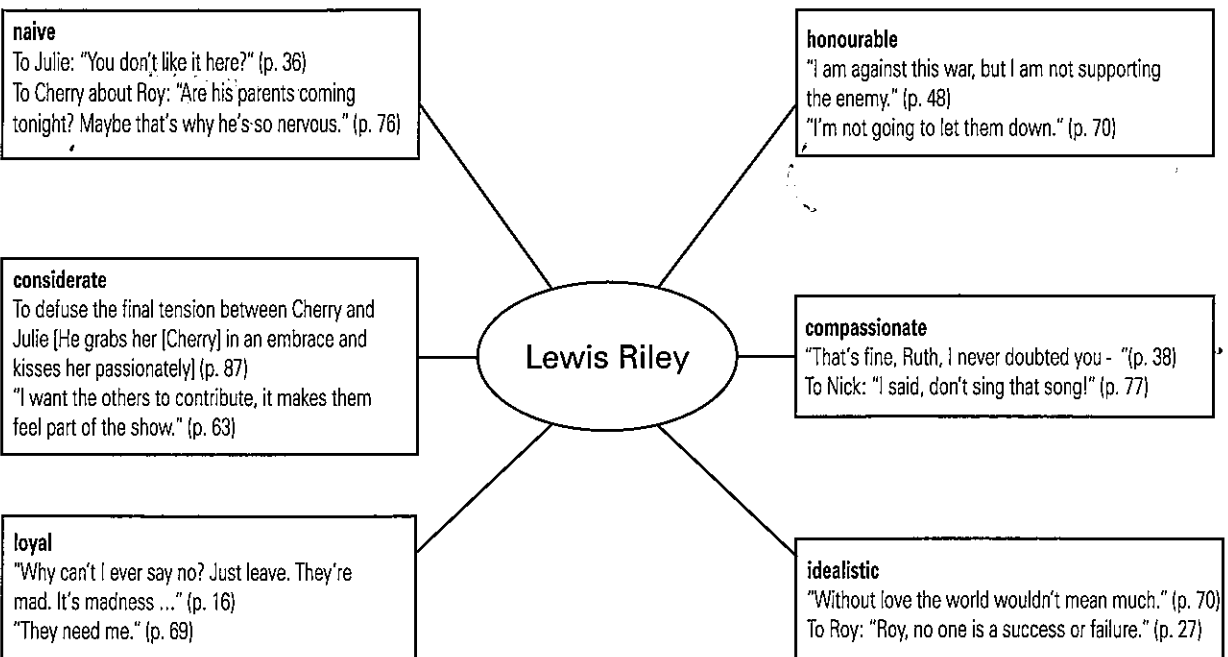 naive
To Julie: "You don't like it here?" (p. 36)
To Cherry about Roy: "Are his parents coming
tonight? Maybe that's why he's so nervous." (p. 76)
honourable
"I am against this war, but I am not supporting
the enemy." (p. 48)
"I'm not going to let them down." (p. 70)
considerate
To defuse the final tension between Cherry and
Julie [He grabs her [Cherry] in an embrace and
kisses her passionately] (p. 87)
"I want the others to contribute, it makes them
feel part of the show." (p. 63)
Lewis Riley
compassionate
"That's fine, Ruth, I never doubted you - "(p. 38)
To Nick: "I said, don't sing that song!" (p. 77)
loyal
"Why can't I ever say no? Just leave. They're
mad. It's madness ..." (p. 16)
"They need me." (p. 69)
idealistic
"Without love the world wouldn't mean much." (p. 70)
To Roy: "Roy, no one is a success or failure." (p. 27)